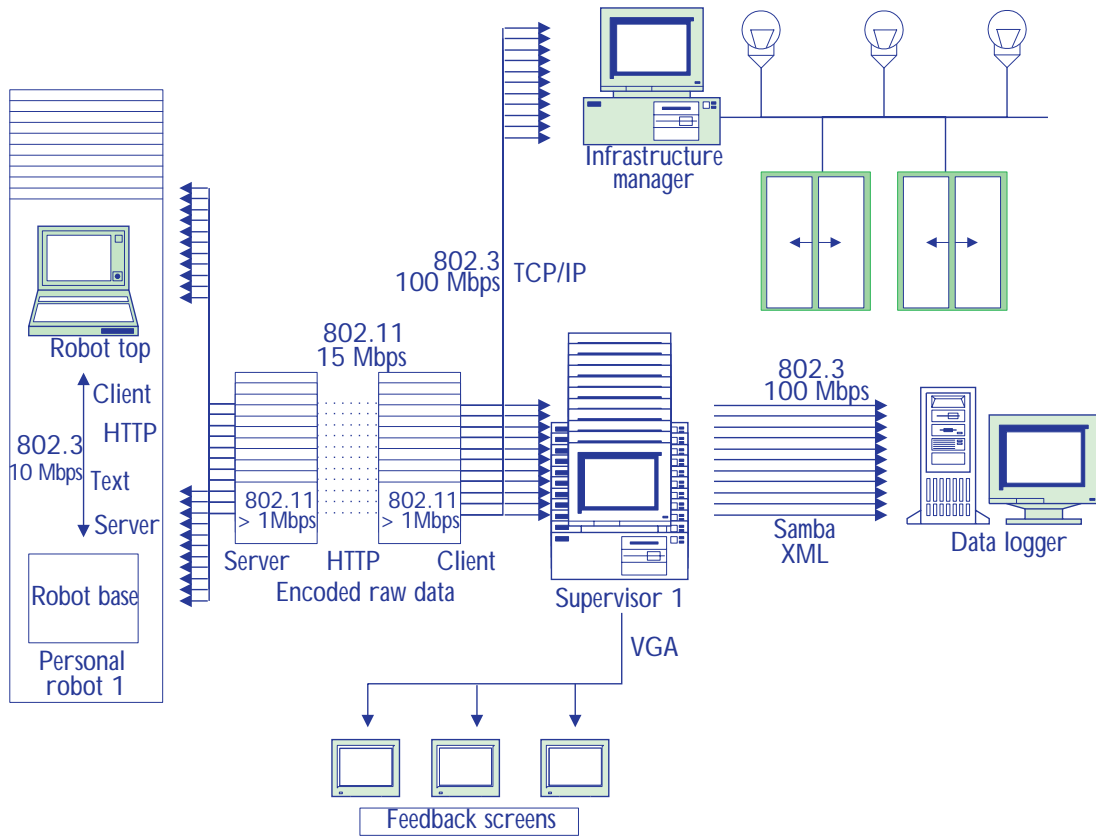 Infrastructure
manager
802.3
100 Mbps
TCP/IP
Robot top
Client
HTTP
802.3
10 Mbps
Text
Server
Robot base
Personal
robot 1
802.11
15 Mbps
802.11
> 1Mbps
802.11
> 1Mbps
Server
HTTP
Client
Encoded raw data
Supervisor 1
802.3
100 Mbps
Samba
XML
Data logger
VGA
Feedback screens